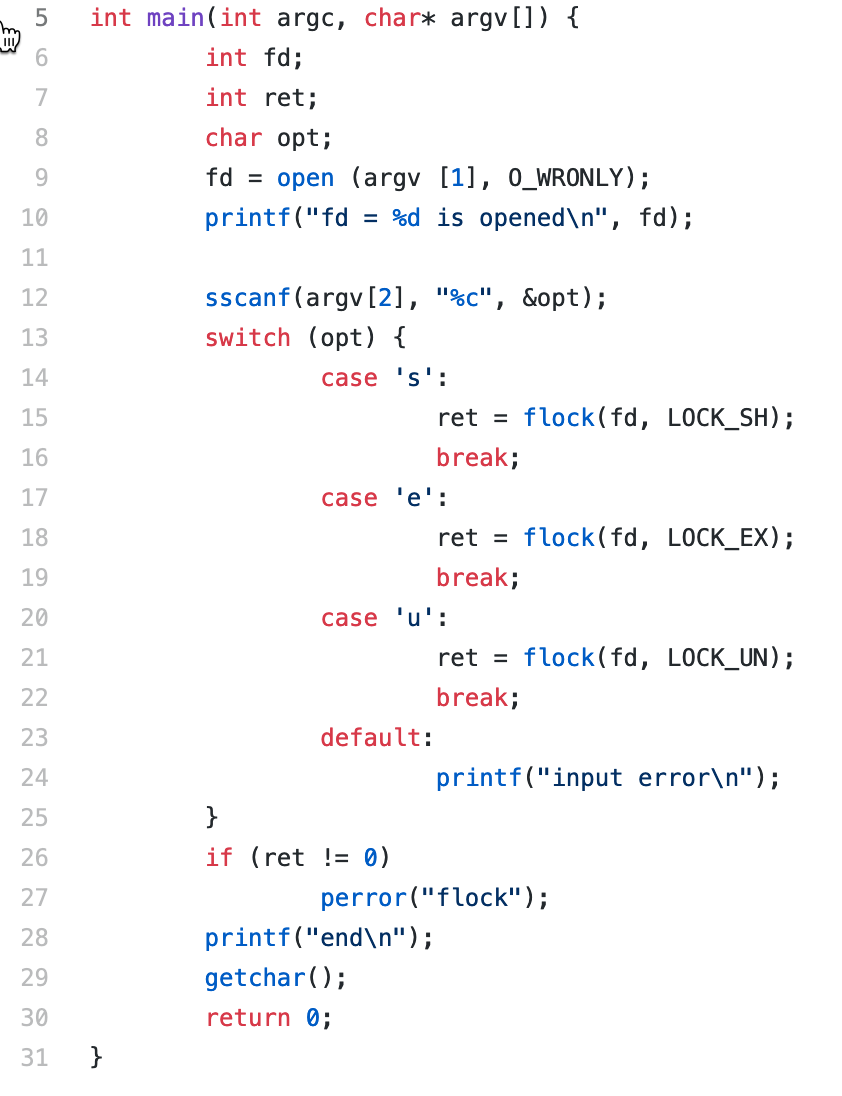 5 int main(int argc, char* argv[]) {
6 int fd;
7 int ret;
8 char opt;
9 fd = open (argv [1], O_WRONLY);
10 printf("fd = %d is opened\n", fd);
11
12 sscanf(argv[2], "%c", &opt);
13 switch (opt) {
14 case 's':
15 ret = flock(fd, LOCK_SH);
16 break;
17 case 'e':
18 ret = flock(fd, LOCK_EX);
19 break;
20 case 'u':
21 ret = flock(fd, LOCK_UN);
22 break;
23 default:
24 printf("input error\n");
25 }
26 if (ret != 0)
27 perror("flock");
28 printf("end\n");
29 getchar();
30 return 0;
31 }